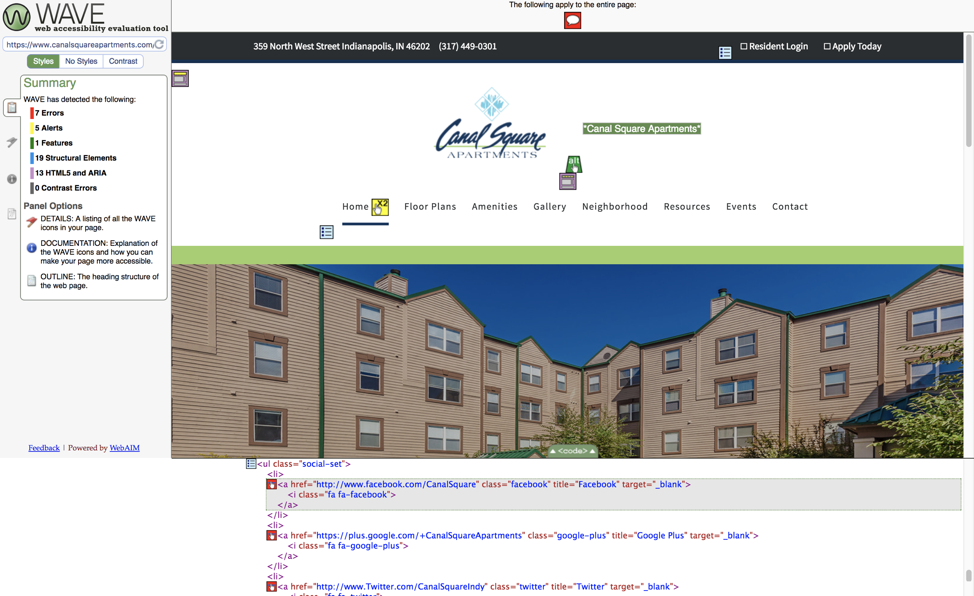 WAVE
web accessibility evaluation tool
https://www.canalsquareapartments.com/
Styles No Styles Contrast
Summary
WAVE has detected the following:
7 Errors
5 Alerts
1 Features
19 Structural Elements
13 HTML5 and ARIA
0 Contrast Errors
Panel Options
DETAILS: A listing of all the WAVE
icons in your page.
DOCUMENTATION: Explanation of
the WAVE icons and how you can
make your page more accessible.
OUTLINE: The heading structure of
the web page.
Feedback | Powered by WebAIM
The following apply to the entire page:
359 North West Street Indianapolis, IN 46202 (317) 449-0301
Resident Login Apply Today
Canal Square
APARTMENTS
*Canal Square Apartments*
alt
Home X2 Floor Plans Amenities Gallery Neighborhood Resources Events Contact
▲ <code> ▲
<ul class="social-set">
<li>
<a href="http://www.facebook.com/CanalSquare" class="facebook" title="Facebook" target="_blank">
<i class="fa fa-facebook">
</a>
</li>
<li>
<a href="https://plus.google.com/+CanalSquareApartments" class="google-plus" title="Google Plus" target="_blank">
<i class="fa fa-google-plus">
</a>
</li>
<li>
<a href="http://www.Twitter.com/CanalSquareIndy" class="twitter" title="Twitter" target="_blank">
<i class="fa fa-twitter">